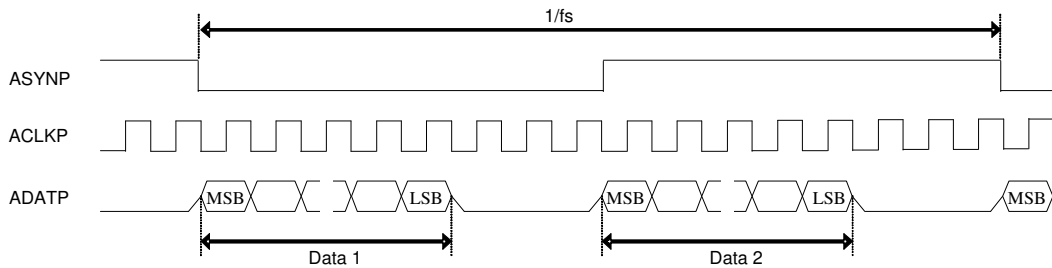 1/fs
ASYNP
ACLKP
ADATP MSB LSB MSB LSB MSB
Data 1 Data 2